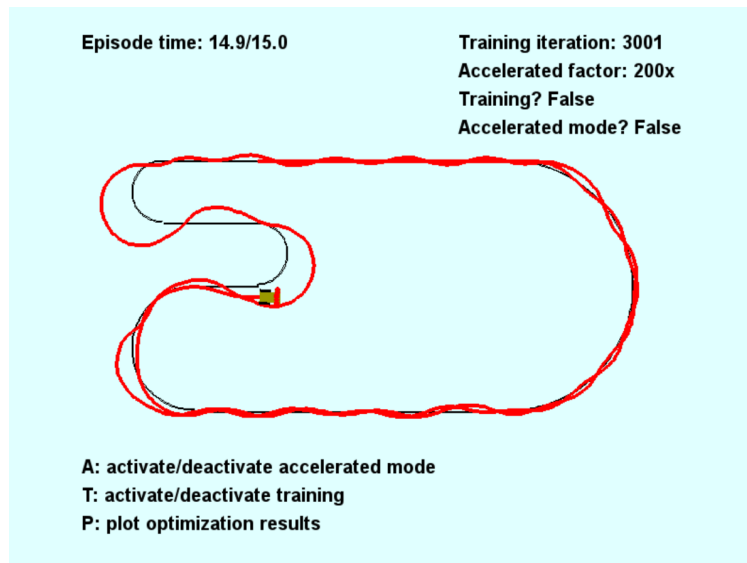 Episode time: 14.9/15.0
Training iteration: 3001
Accelerated factor: 200x
Training? False
Accelerated mode? False
A: activate/deactivate accelerated mode
T: activate/deactivate training
P: plot optimization results